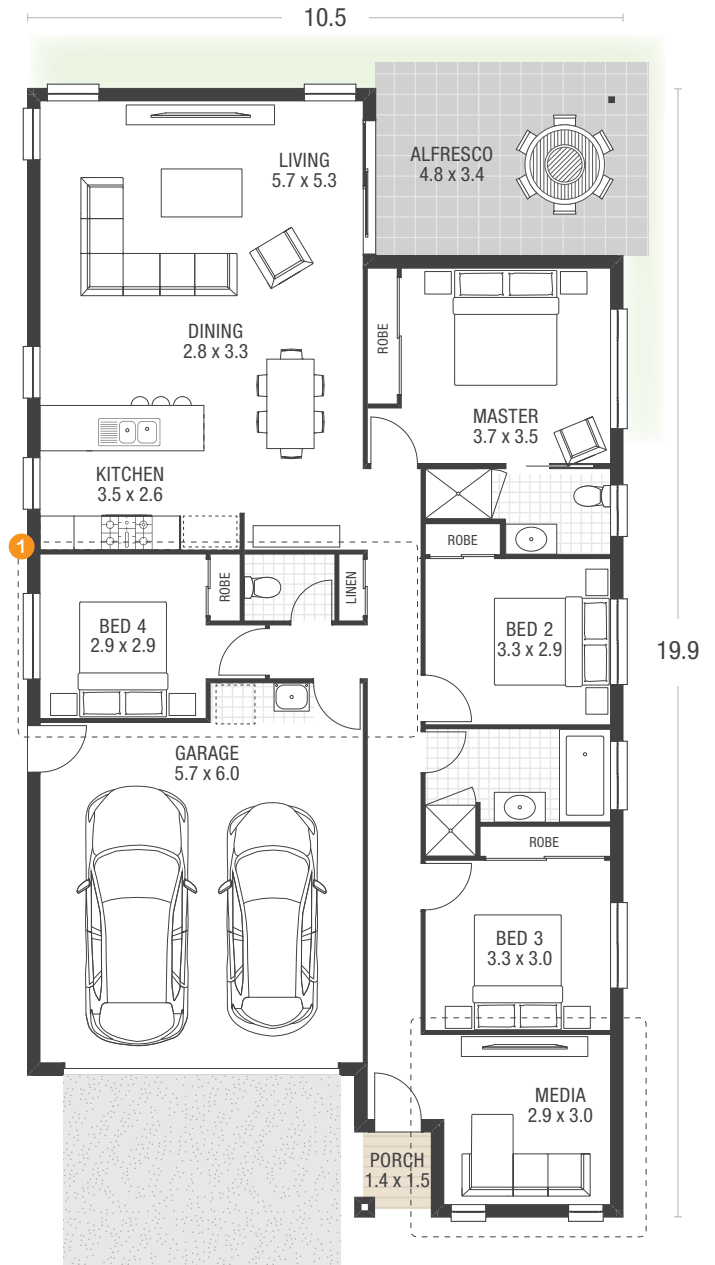 10.5
LIVING
5.7 x 5.3
ALFRESCO
4.8 x 3.4
DINING
2.8 x 3.3
ROBE
MASTER
3.7 x 3.5
KITCHEN
3.5 x 2.6
1
ROBE
ROBE
LINEN
BED 4
2.9 x 2.9
BED 2
3.3 x 2.9
19.9
GARAGE
5.7 x 6.0
ROBE
BED 3
3.3 x 3.0
MEDIA
2.9 x 3.0
PORCH
1.4 x 1.5